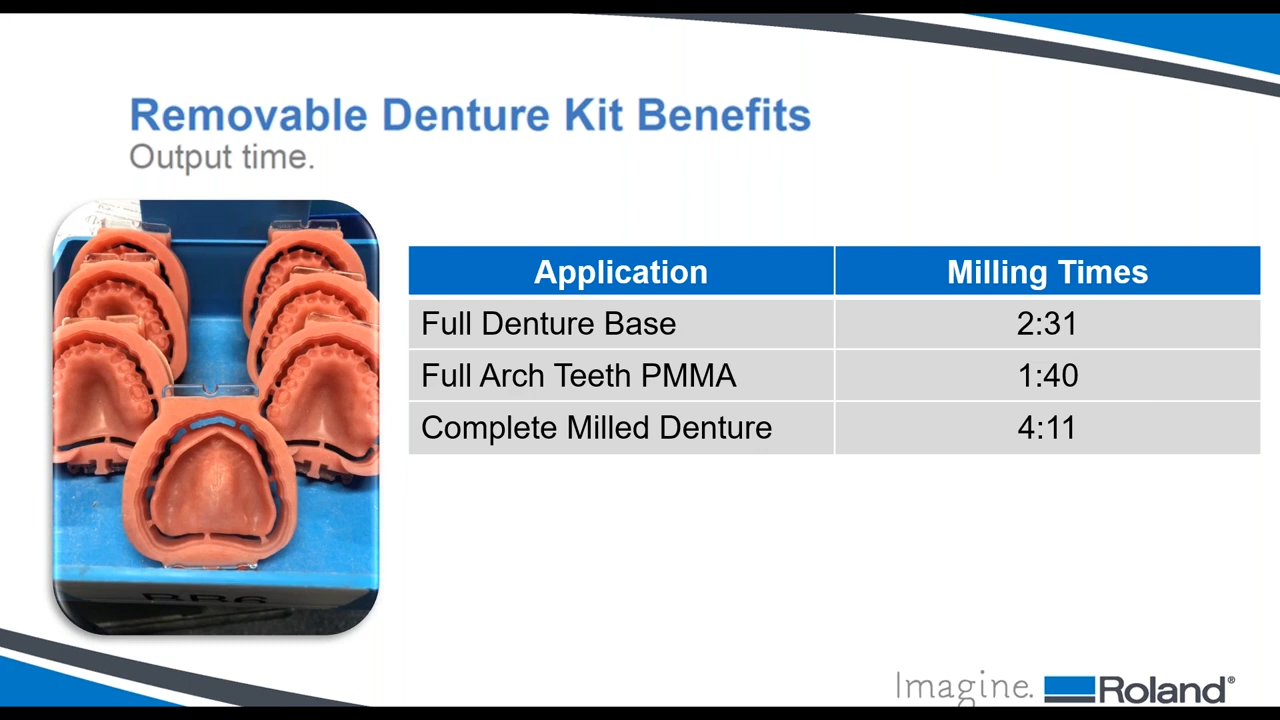 Removable Denture Kit Benefits
Output time.
Application Milling Times
Full Denture Base 2:31
Full Arch Teeth PMMA 1:40
Complete Milled Denture 4:11
Imagine. Roland®